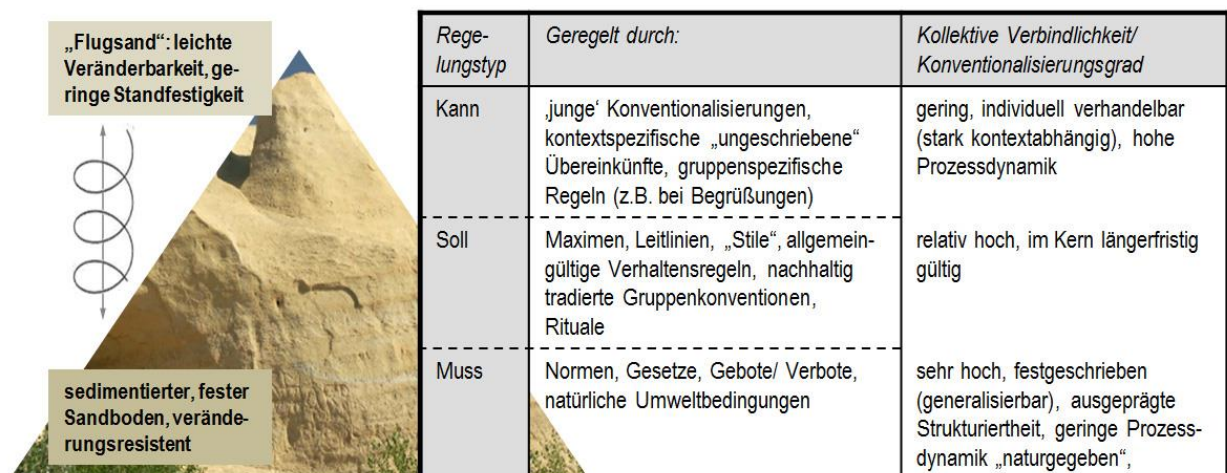 „Flugsand“: leichte
Veränderbarkeit, ge-
ringe Standfestigkeit
sedimentierter, fester
Sandboden, verände-
rungsresistent
Rege-
lungstyp
Geregelt durch:
Kollektive Verbindlichkeit/
Konventionalisierungsgrad
Kann
‚junge‘ Konventionalisierungen,
kontextspezifische „ungeschriebene“
Übereinkünfte, gruppenspezifische
Regeln (z.B. bei Begrüßungen)
gering, individuell verhandelbar
(stark kontextabhängig), hohe
Prozessdynamik
Soll
Maximen, Leitlinien, „Stile“, allgemein-
gültige Verhaltensregeln, nachhaltig
tradierte Gruppenkonventionen,
Rituale
relativ hoch, im Kern längerfristig
gültig
Muss
Normen, Gesetze, Gebote/ Verbote,
natürliche Umweltbedingungen
sehr hoch, festgeschrieben
(generalisierbar), ausgeprägte
Strukturiertheit, geringe Prozess-
dynamik „naturgegeben“,